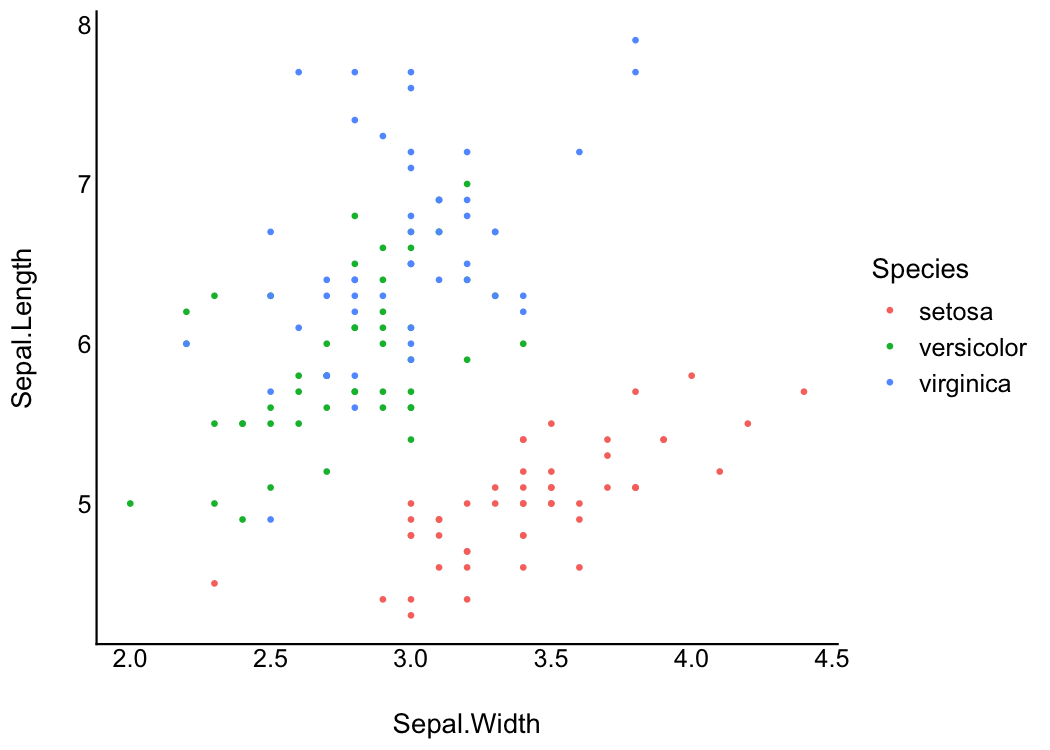 8
7
6
5
Sepal.Length
2.0 2.5 3.0 3.5 4.0 4.5
Sepal.Width
Species
setosa
versicolor
virginica